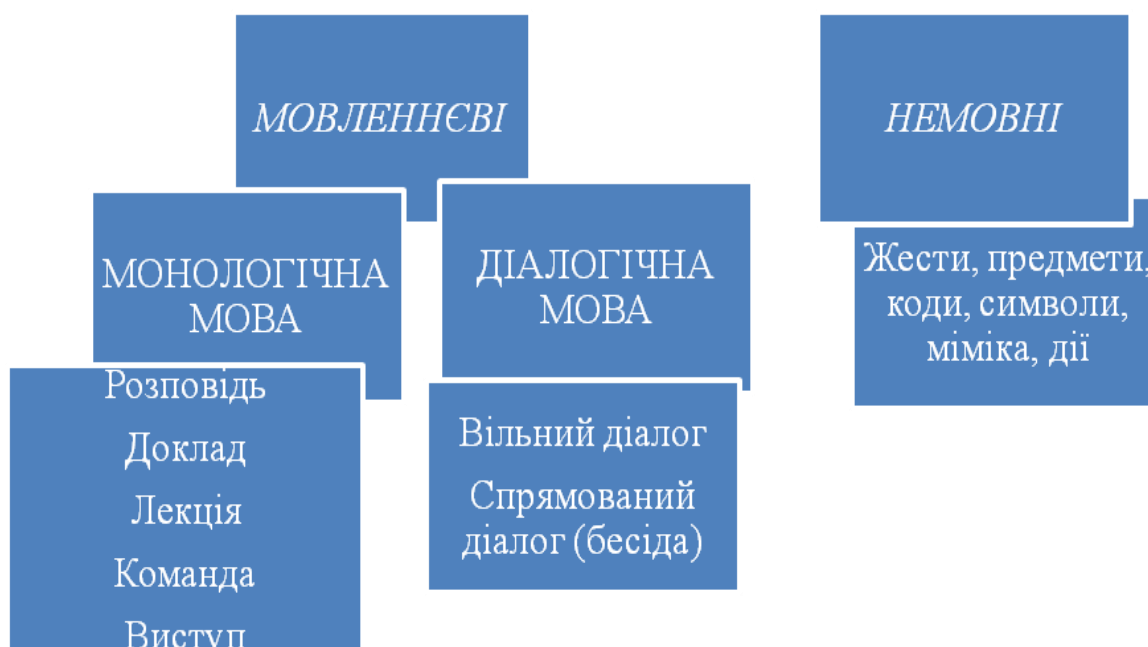 МОВЛЕННЄВІ
НЕМОВНІ
МОНОЛОГІЧНА
МОВА
ДІАЛОГІЧНА
МОВА
Жести, предмети,
коди, символи,
міміка, дії
Розповідь
Доклад
Лекція
Команда
Виступ
Вільний діалог
Спрямований
діалог (бесіда)